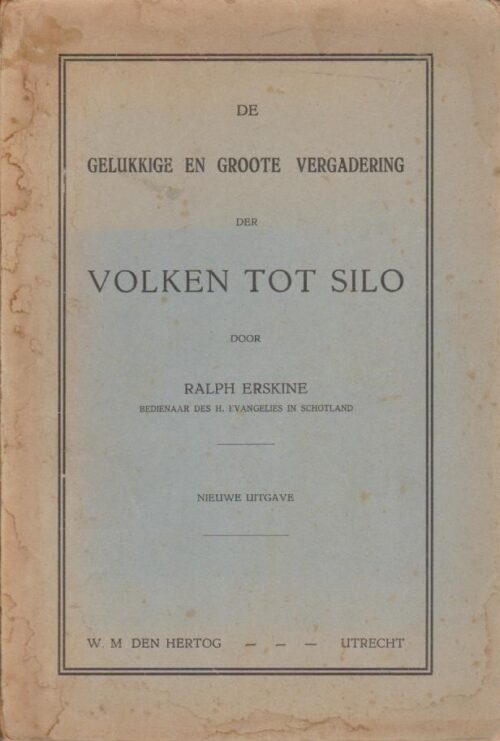 DE
GELUKKIGE EN GROOTE VERGADERING
DER
VOLKEN TOT SILO
DOOR
RALPH ERSKINE
BEDIENAAR DES H. EVANGELIES IN SCHOTLAND
NIEUWE UITGAVE
W. M DEN HERTOG — — — UTRECHT